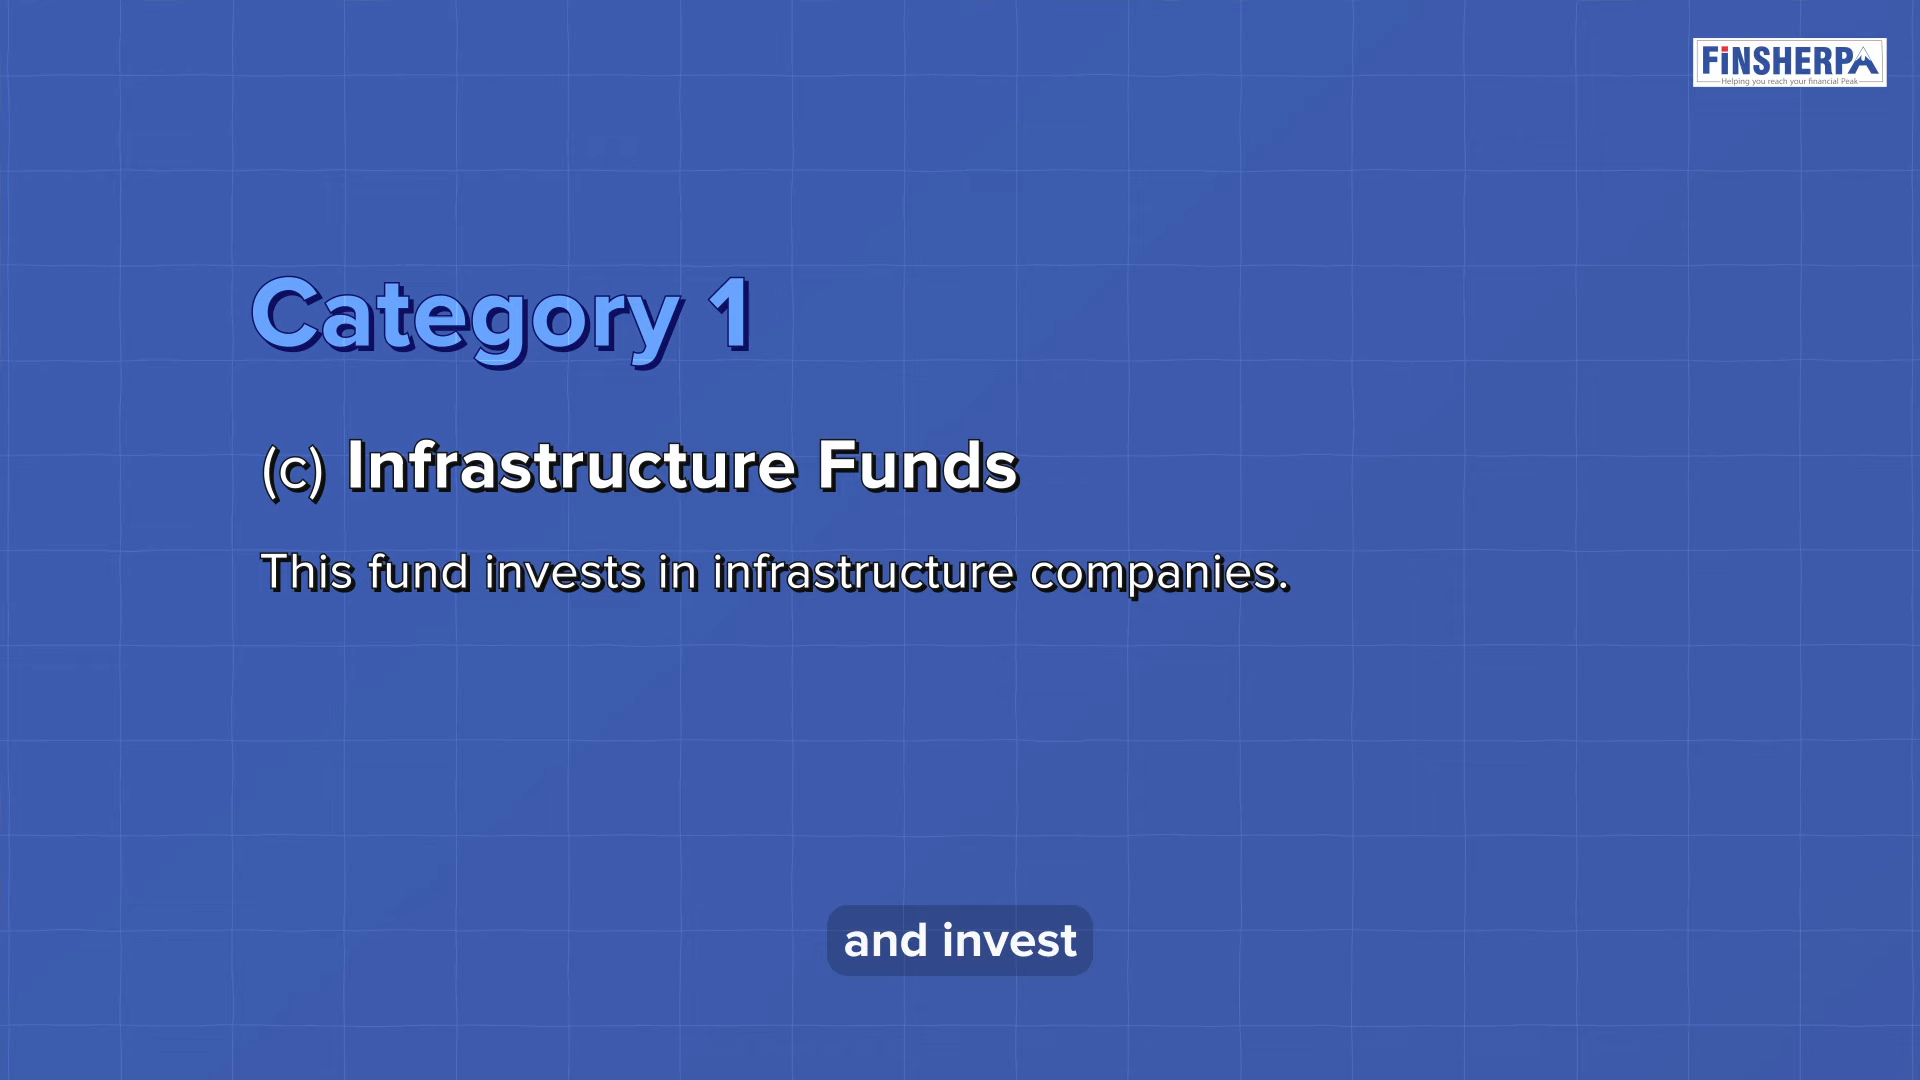 FiNSHERPA
Helping you reach your financial Peak
Category 1
(c) Infrastructure Funds
This fund invests in infrastructure companies.
and invest